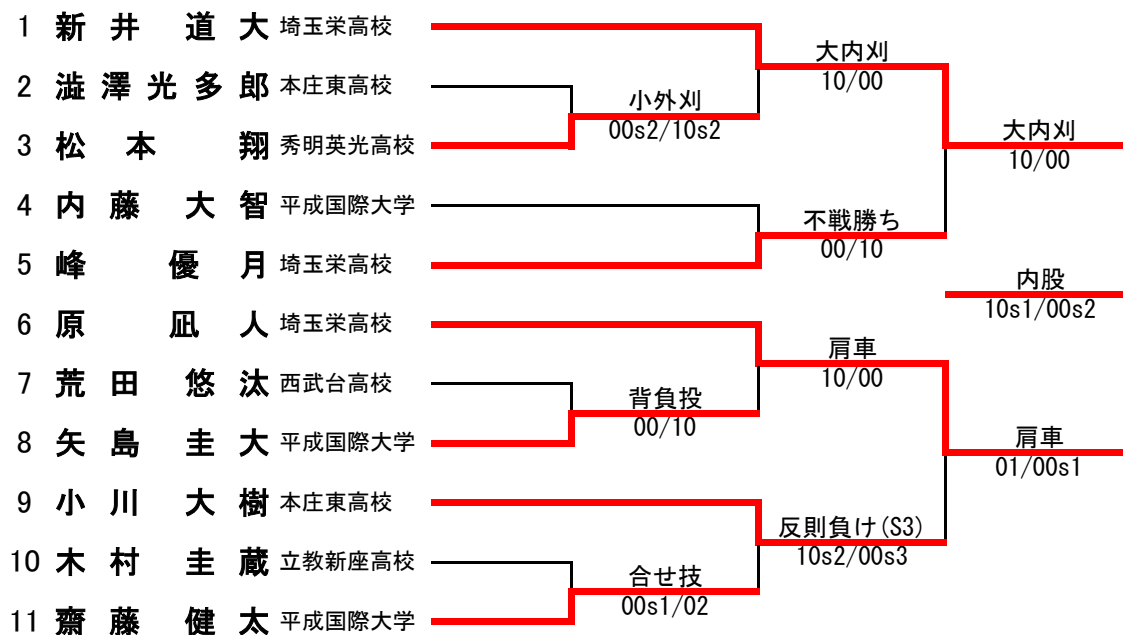 1 新井 道大 埼玉栄高校
大内刈
10/00
2 澁澤光多郎 本庄東高校
小外刈
00s2/10s2
3 松本 翔 秀明英光高校
大内刈
10/00
4 内藤 大智 平成国際大学
不戦勝ち
00/10
5 峰 優月 埼玉栄高校
内股
10s1/00s2
6 原 凪人 埼玉栄高校
肩車
10/00
7 荒田 悠汰 西武台高校
背負投
00/10
8 矢島 圭大 平成国際大学
肩車
01/00s1
9 小川 大樹 本庄東高校
反則負け(S3)
10s2/00s3
10 木村 圭蔵 立教新座高校
合せ技
00s1/02
11 齋藤 健太 平成国際大学